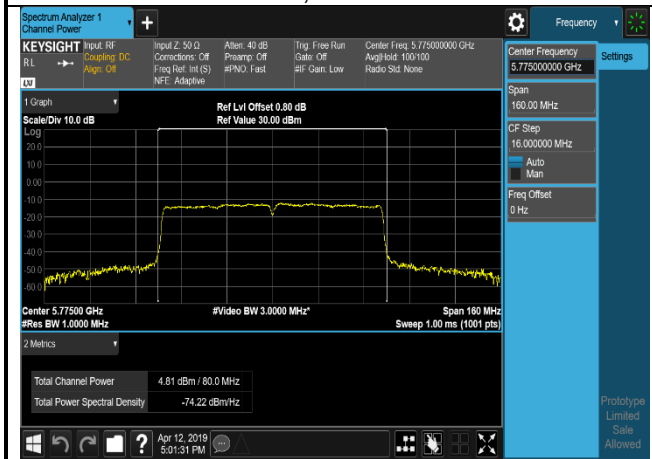 Spectrum Analyzer 1
Channel Power
Frequency
KEYSIGHT
RL
LXI
Input: RF
Coupling: DC
Align: Off
Input Z: 50 Ω
Corrections: Off
Freq Ref: Int (S)
NFE: Adaptive
Atten: 40 dB
Preamp: Off
#PNO: Fast
Trig: Free Run
Gate: Off
#IF Gain: Low
Center Freq: 5.775000000 GHz
Avg|Hold: 100/100
Radio Std: None
Center Frequency
5.775000000 GHz
Settings
Span
160.00 MHz
CF Step
16.000000 MHz
Auto
Man
Freq Offset
0 Hz
1 Graph
Scale/Div 10.0 dB
Ref Lvl Offset 0.80 dB
Ref Value 30.00 dBm
Log
20.0
10.0
0.00
-10.0
-20.0
-30.0
-40.0
-50.0
-60.0
Center 5.77500 GHz
#Video BW 3.0000 MHz*
Span 160 MHz
#Res BW 1.0000 MHz
Sweep 1.00 ms (1001 pts)
2 Metrics
Total Channel Power 4.81 dBm / 80.0 MHz
Total Power Spectral Density -74.22 dBm/Hz
Prototype
Limited
Sale
Allowed
?
Apr 12, 2019
5:01:31 PM